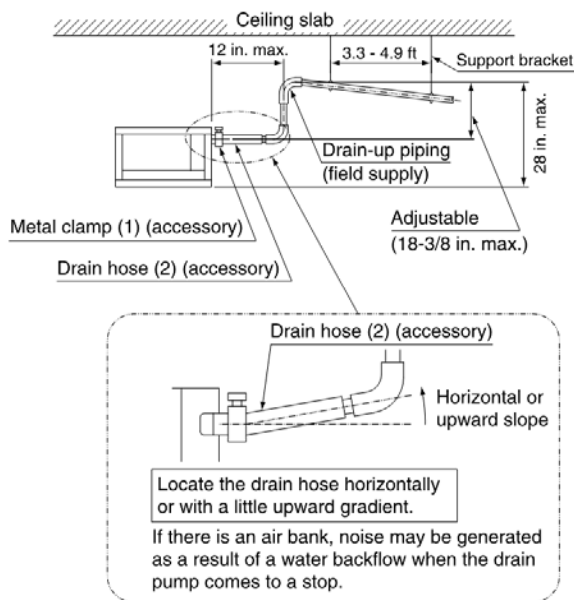 Ceiling slab
12 in. max.
3.3 - 4.9 ft
Support bracket
28 in. max.
Drain-up piping
(field supply)
Adjustable
(18-3/8 in. max.)
Metal clamp (1) (accessory)
Drain hose (2) (accessory)
Drain hose (2) (accessory)
Horizontal or
upward slope
Locate the drain hose horizontally
or with a little upward gradient.
If there is an air bank, noise may be generated
as a result of a water backflow when the drain
pump comes to a stop.